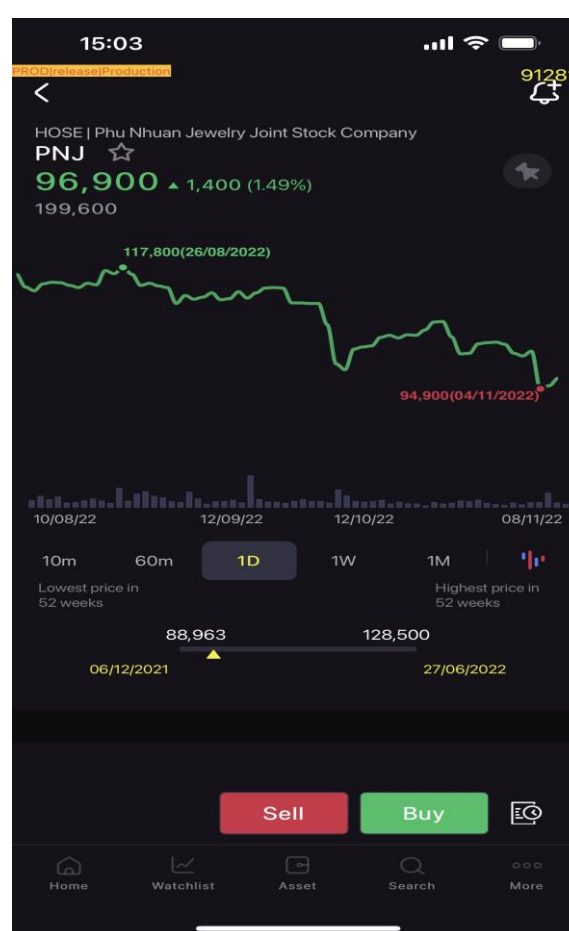 15:03
PROD|release|Production
9128
HOSE | Phu Nhuan Jewelry Joint Stock Company
PNJ
96,900 ▲ 1,400 (1.49%)
199,600
117,800(26/08/2022)
94,900(04/11/2022)
10/08/22 12/09/22 12/10/22 08/11/22
10m 60m 1D 1W 1M
Lowest price in
52 weeks
Highest price in
52 weeks
88,963 128,500
06/12/2021 27/06/2022
Sell Buy
Home Watchlist Asset Search More